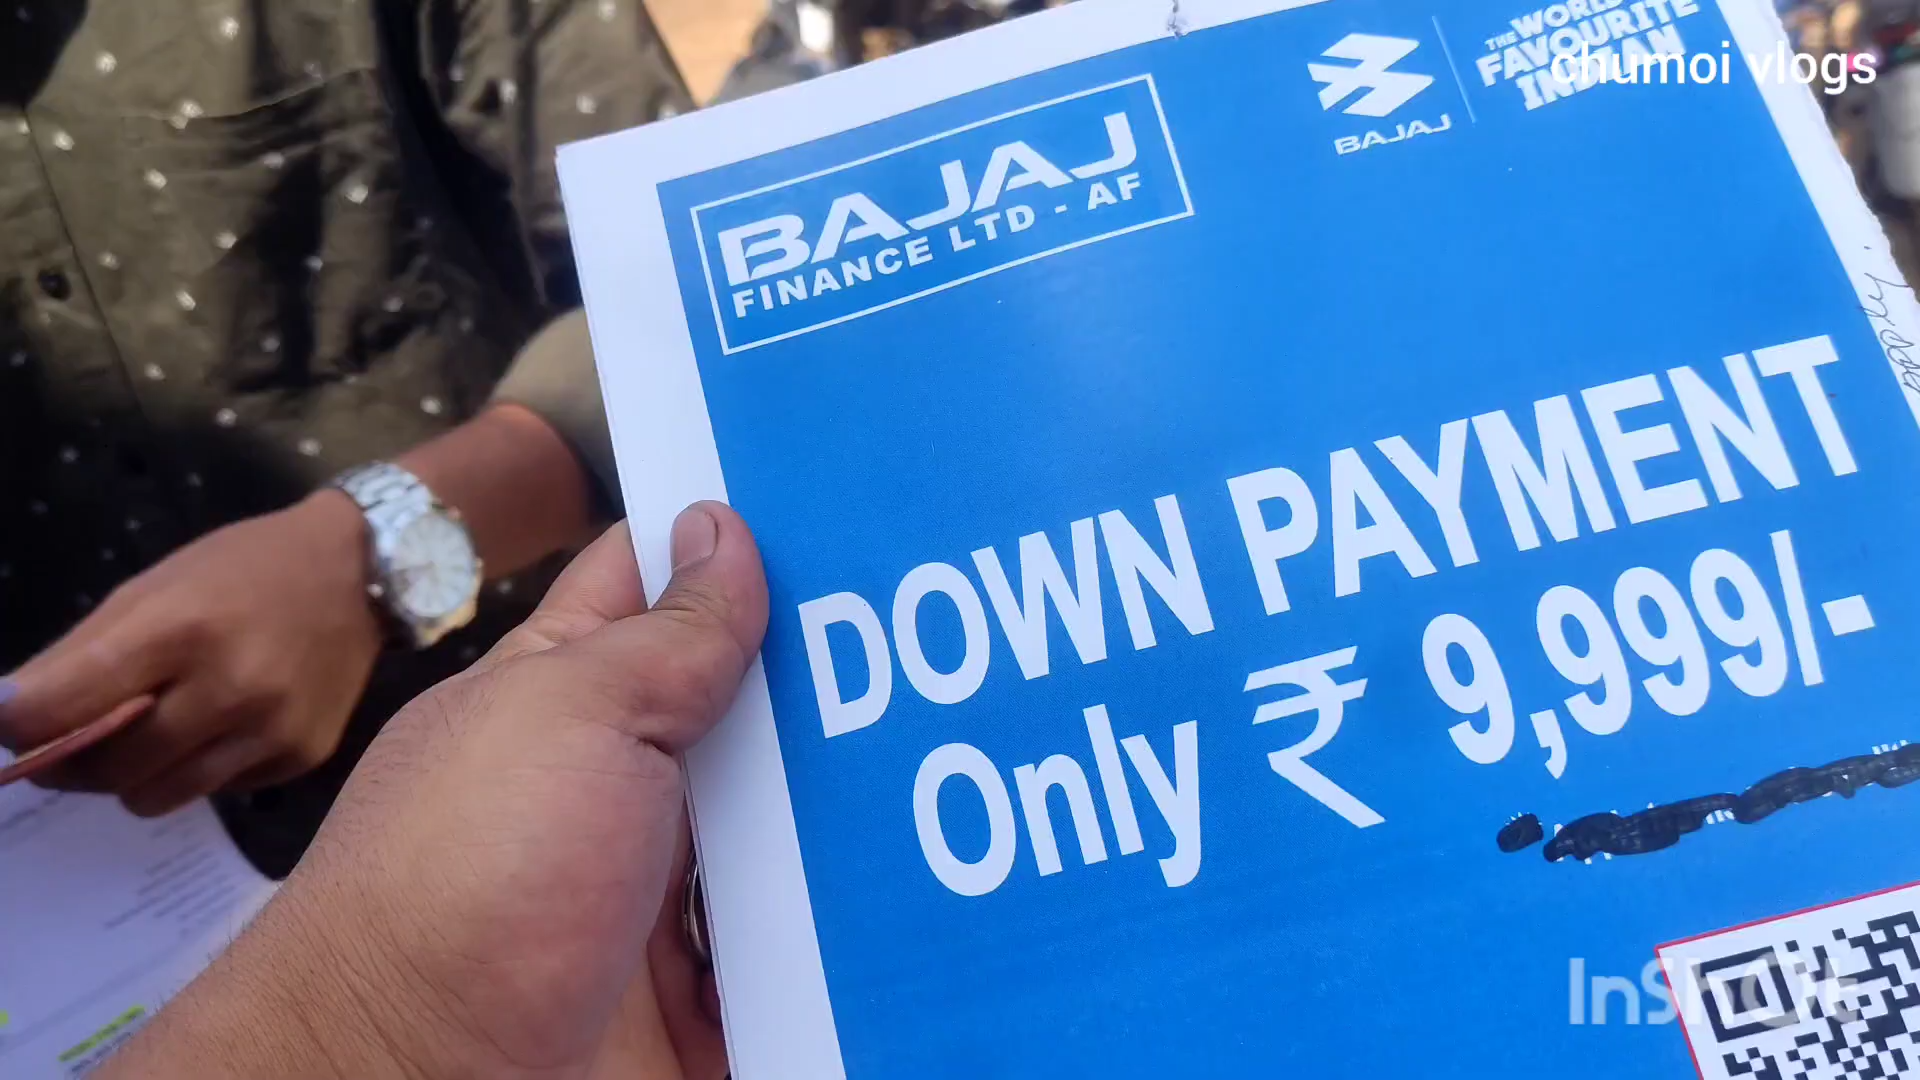 chumoi vlogs
BAJAJ
FINANCE LTD - AF
BAJAJ
THE WORLD'S
FAVOURITE
INDIAN
DOWN PAYMENT
Only ₹ 9,999/-
InShOt